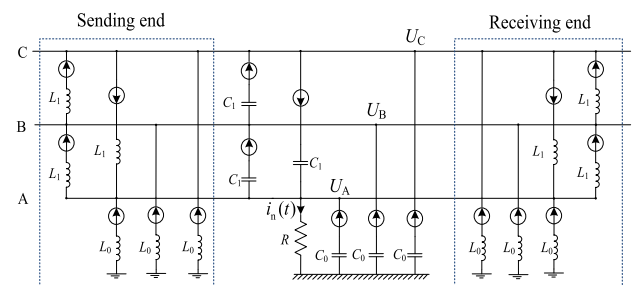 Sending end
Receiving end
C
U_C
L_1
C_1
L_1
B
U_B
L_1
L_1
C_1
C_1
L_1
L_1
A
U_A
i_n(t)
R
L_0
L_0
L_0
C_0
C_0
C_0
L_0
L_0
L_0